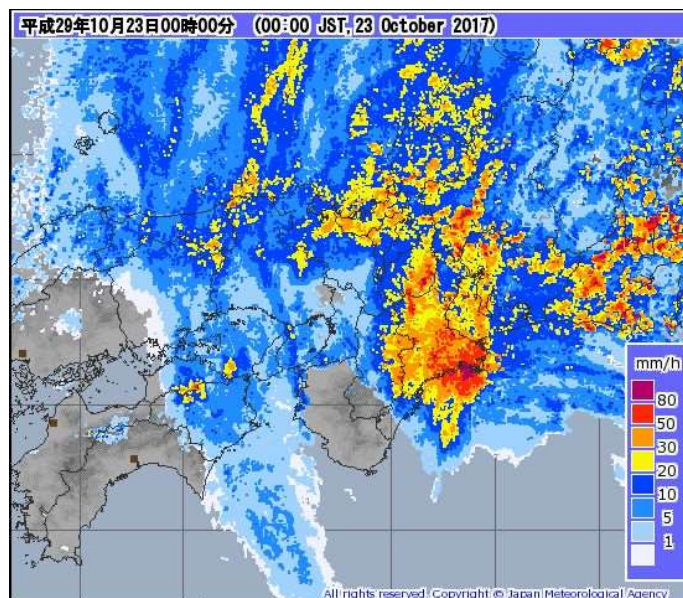 平成29年10月23日00時00分 (00:00 JST, 23 October 2017)
mm/h
80
50
30
20
10
5
1
All rights reserved. Copyright © Japan Meteorological Agency